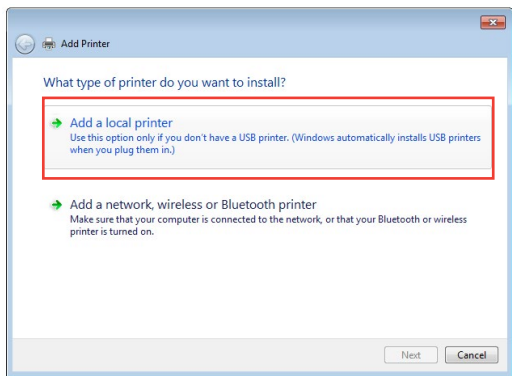 Add Printer
What type of printer do you want to install?
Add a local printer
Use this option only if you don't have a USB printer. (Windows automatically installs USB printers
when you plug them in.)
Add a network, wireless or Bluetooth printer
Make sure that your computer is connected to the network, or that your Bluetooth or wireless
printer is turned on.
Next Cancel